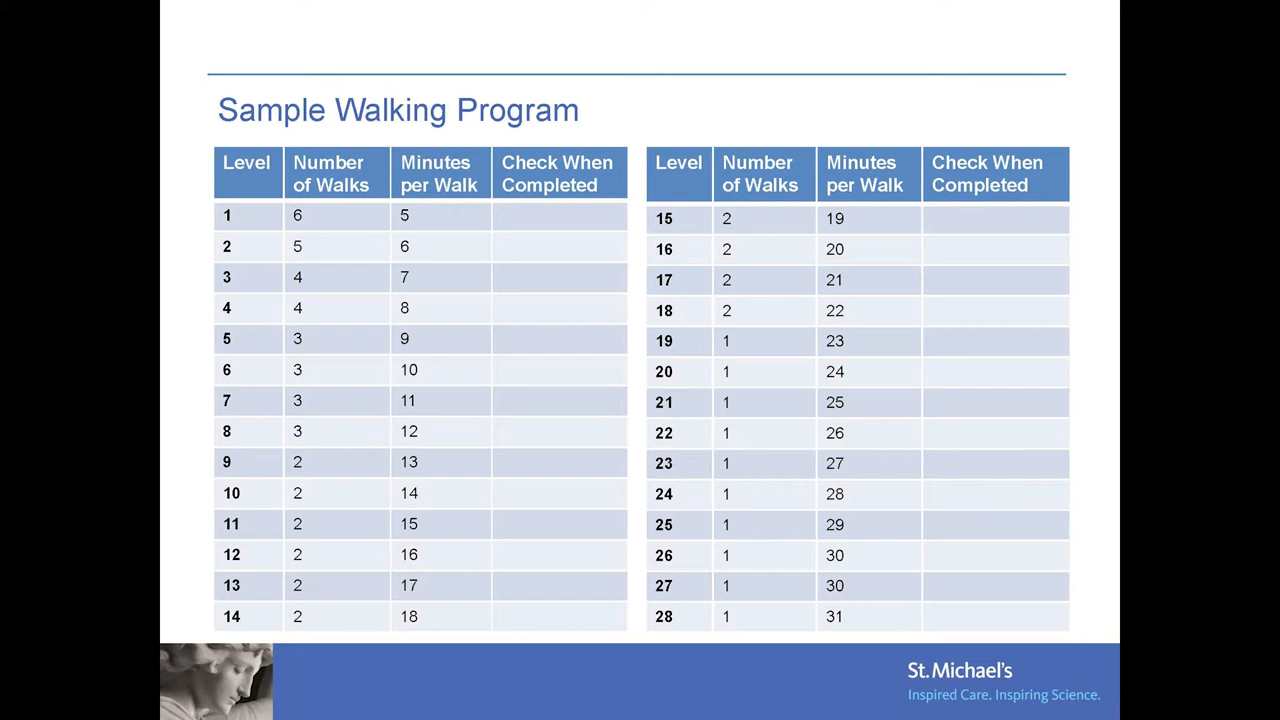 Sample Walking Program
Level Number of Walks Minutes per Walk Check When Completed
1 6 5
2 5 6
3 4 7
4 4 8
5 3 9
6 3 10
7 3 11
8 3 12
9 2 13
10 2 14
11 2 15
12 2 16
13 2 17
14 2 18
Level Number of Walks Minutes per Walk Check When Completed
15 2 19
16 2 20
17 2 21
18 2 22
19 1 23
20 1 24
21 1 25
22 1 26
23 1 27
24 1 28
25 1 29
26 1 30
27 1 30
28 1 31
St. Michael's
Inspired Care. Inspiring Science.